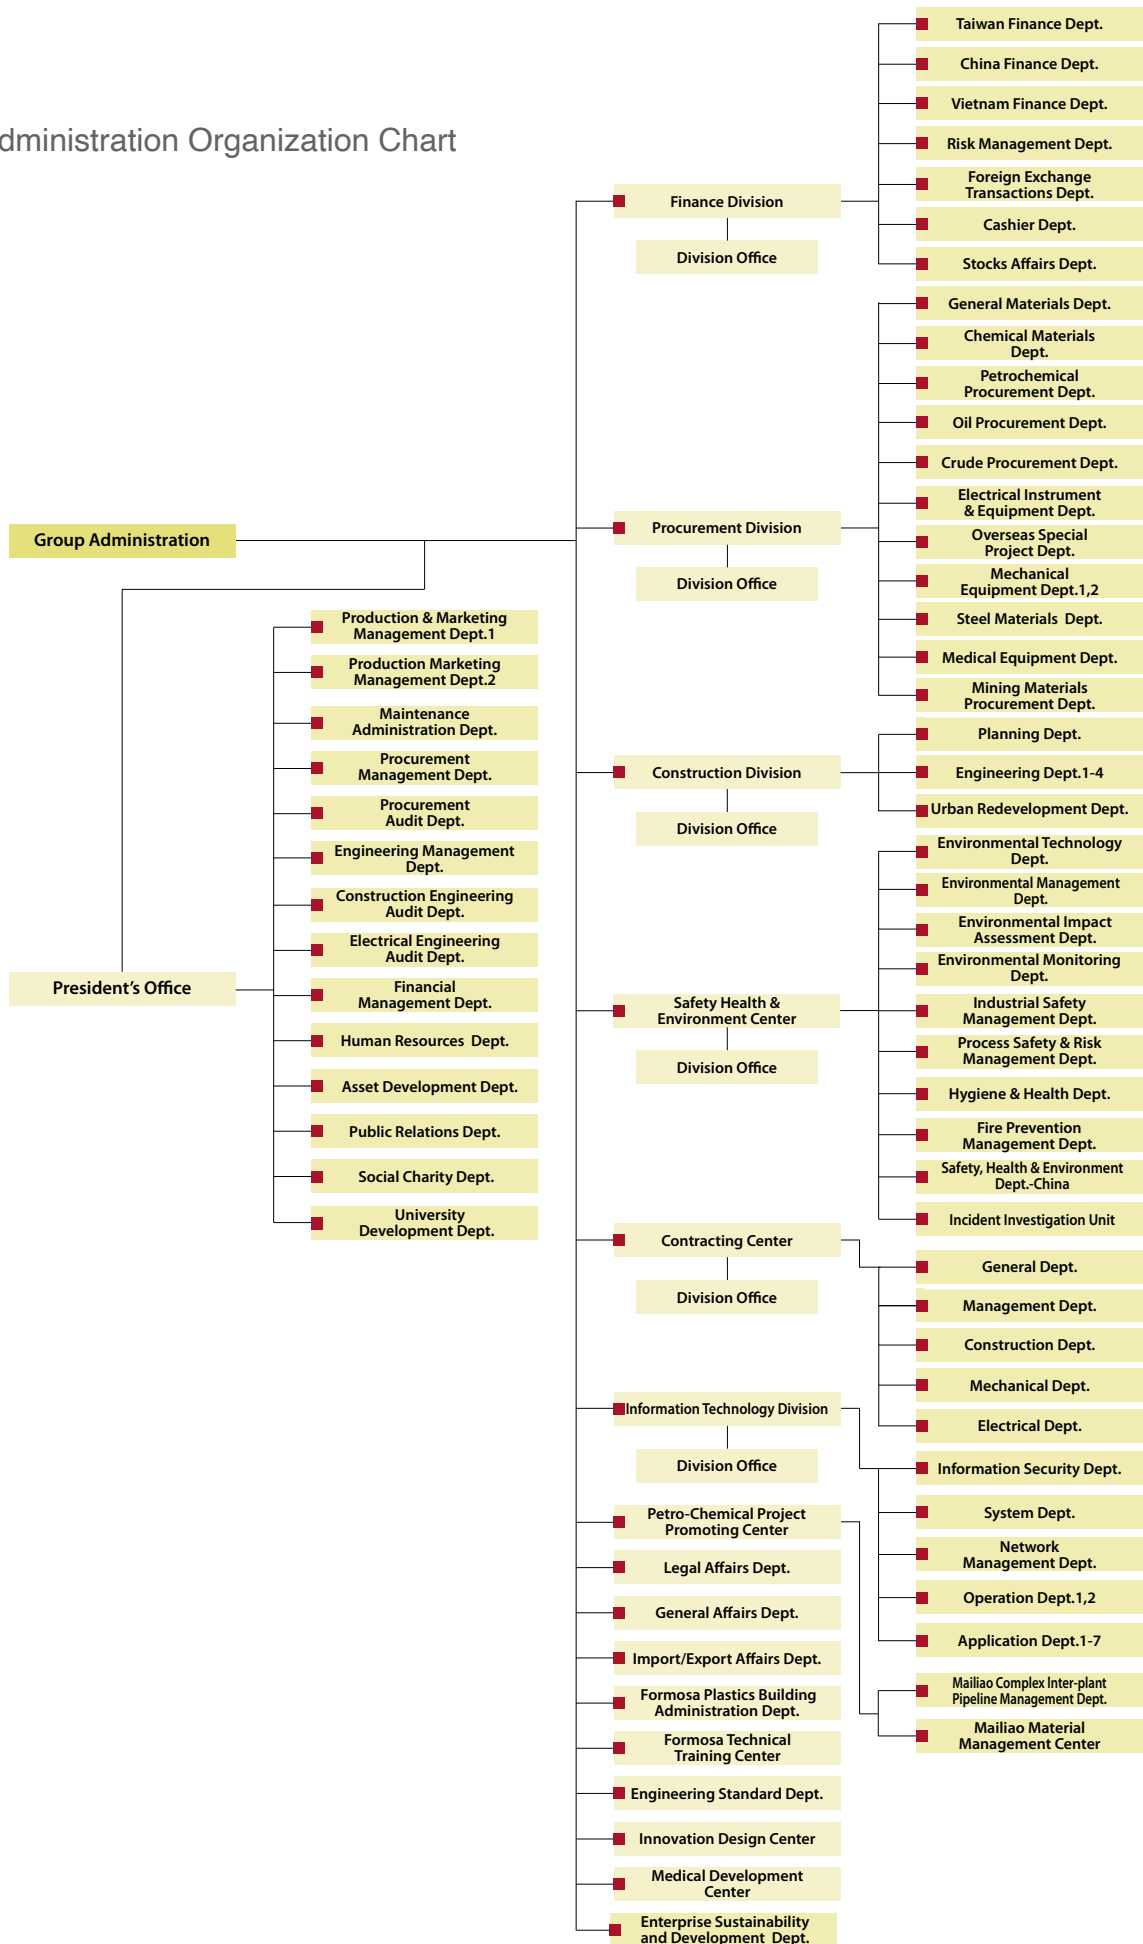 dministration Organization Chart
Group Administration
President's Office
Production & Marketing
Management Dept.1
Production Marketing
Management Dept.2
Maintenance
Administration Dept.
Procurement
Management Dept.
Procurement
Audit Dept.
Engineering Management
Dept.
Construction Engineering
Audit Dept.
Electrical Engineering
Audit Dept.
Financial
Management Dept.
Human Resources Dept.
Asset Development Dept.
Public Relations Dept.
Social Charity Dept.
University
Development Dept.
Finance Division
Division Office
Taiwan Finance Dept.
China Finance Dept.
Vietnam Finance Dept.
Risk Management Dept.
Foreign Exchange
Transactions Dept.
Cashier Dept.
Stocks Affairs Dept.
Procurement Division
Division Office
General Materials Dept.
Chemical Materials
Dept.
Petrochemical
Procurement Dept.
Oil Procurement Dept.
Crude Procurement Dept.
Electrical Instrument
& Equipment Dept.
Overseas Special
Project Dept.
Mechanical
Equipment Dept.1,2
Steel Materials Dept.
Medical Equipment Dept.
Mining Materials
Procurement Dept.
Construction Division
Division Office
Planning Dept.
Engineering Dept.1-4
Urban Redevelopment Dept.
Safety Health &
Environment Center
Division Office
Environmental Technology
Dept.
Environmental Management
Dept.
Environmental Impact
Assessment Dept.
Environmental Monitoring
Dept.
Industrial Safety
Management Dept.
Process Safety & Risk
Management Dept.
Hygiene & Health Dept.
Fire Prevention
Management Dept.
Safety, Health & Environment
Dept.-China
Incident Investigation Unit
Contracting Center
Division Office
General Dept.
Management Dept.
Construction Dept.
Mechanical Dept.
Electrical Dept.
Information Technology Division
Division Office
Information Security Dept.
System Dept.
Network
Management Dept.
Operation Dept.1,2
Application Dept.1-7
Petro-Chemical Project
Promoting Center
Mailiao Complex Inter-plant
Pipeline Management Dept.
Mailiao Material
Management Center
Legal Affairs Dept.
General Affairs Dept.
Import/Export Affairs Dept.
Formosa Plastics Building
Administration Dept.
Formosa Technical
Training Center
Engineering Standard Dept.
Innovation Design Center
Medical Development
Center
Enterprise Sustainability
and Development Dept.